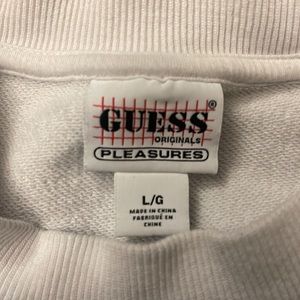 GUESS®
ORIGINALS
PLEASURES
L/G
MADE IN CHINA
FABRIQUÉ EN
CHINE